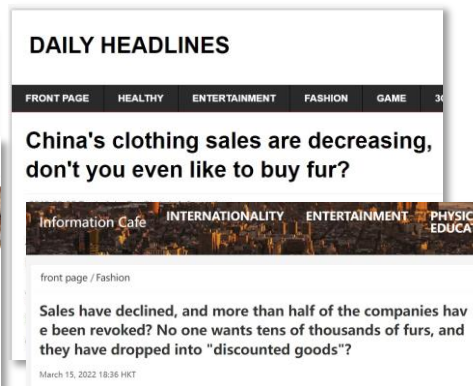 DAILY HEADLINES
FRONT PAGE HEALTHY ENTERTAINMENT FASHION GAME
China's clothing sales are decreasing,
don't you even like to buy fur?
Information Cafe INTERNATIONALITY ENTERTAINMENT PHYSIC
EDUCAT
front page / Fashion
Sales have declined, and more than half of the companies hav
e been revoked? No one wants tens of thousands of furs, and
they have dropped into "discounted goods"?
March 15, 2022 18:36 HKT